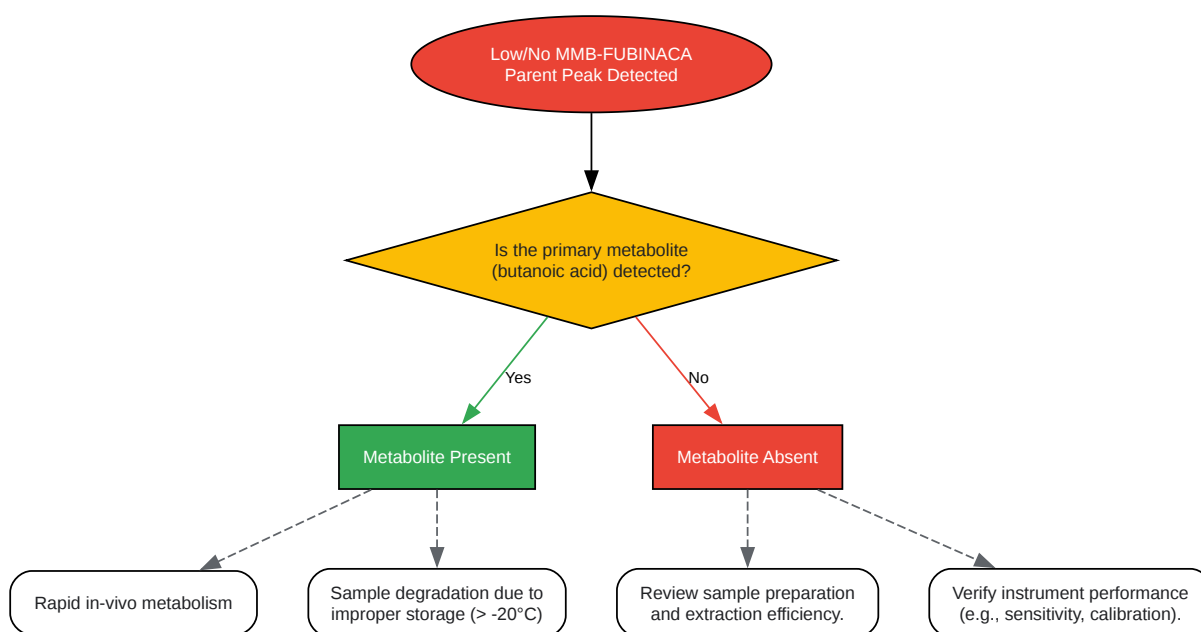 Low/No MMB-FUBINACA
Parent Peak Detected
Is the primary metabolite
(butanoic acid) detected?
Yes
No
Metabolite Present
Metabolite Absent
Rapid in-vivo metabolism
Sample degradation due to
improper storage (> -20°C)
Review sample preparation
and extraction efficiency.
Verify instrument performance
(e.g., sensitivity, calibration).